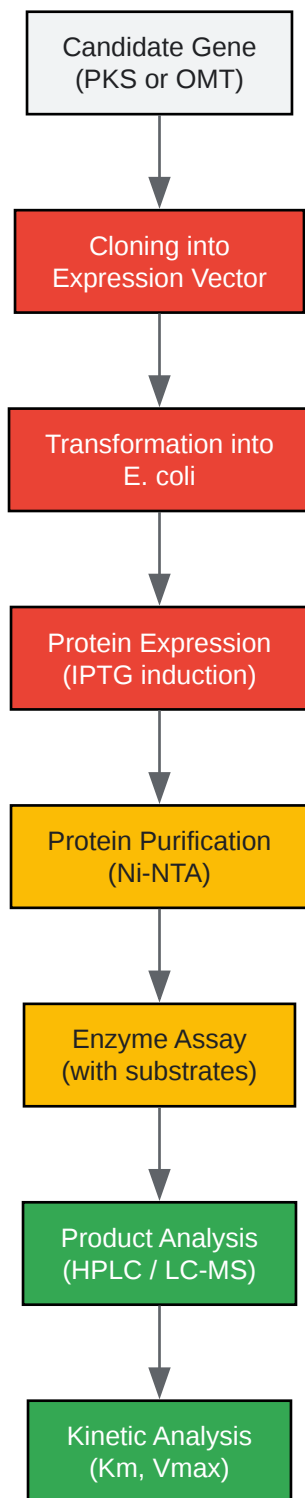 Candidate Gene
(PKS or OMT)
Cloning into
Expression Vector
Transformation into
E. coli
Protein Expression
(IPTG induction)
Protein Purification
(Ni-NTA)
Enzyme Assay
(with substrates)
Product Analysis
(HPLC / LC-MS)
Kinetic Analysis
(Km, Vmax)